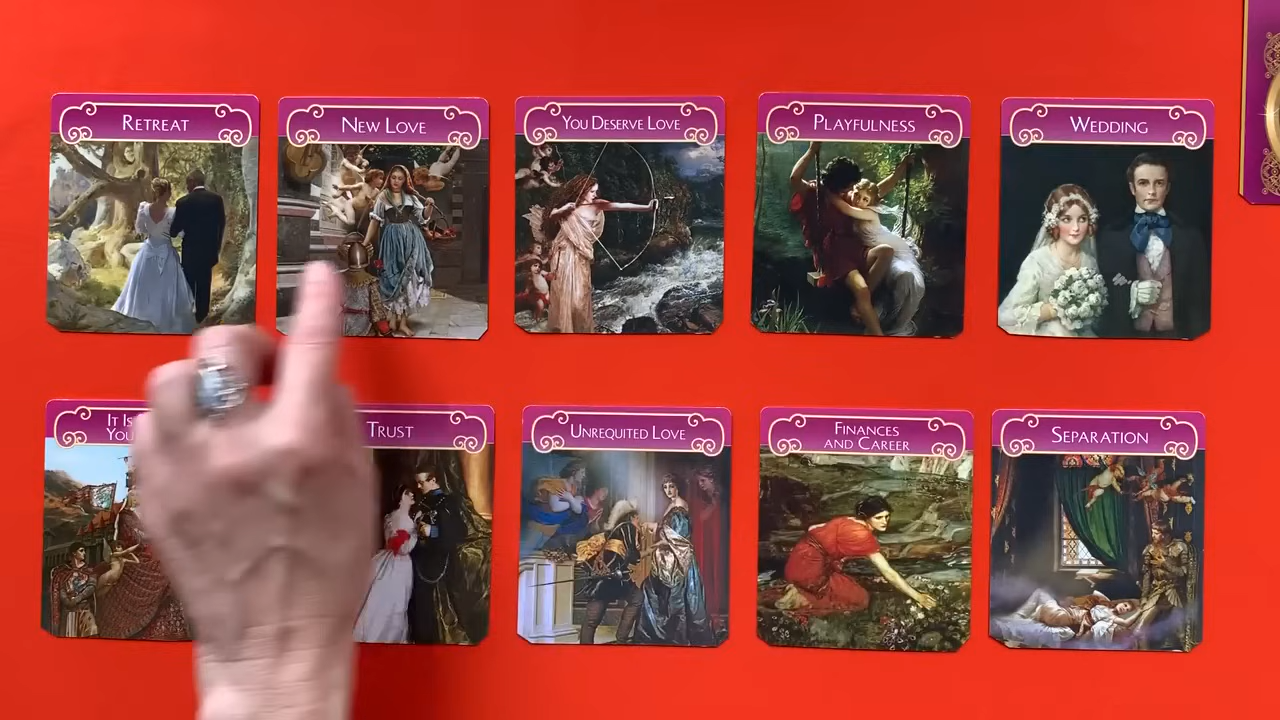 RETREAT
NEW LOVE
YOU DESERVE LOVE
PLAYFULNESS
WEDDING
IT IS
YOU
TRUST
UNREQUITED LOVE
FINANCES
AND CAREER
SEPARATION